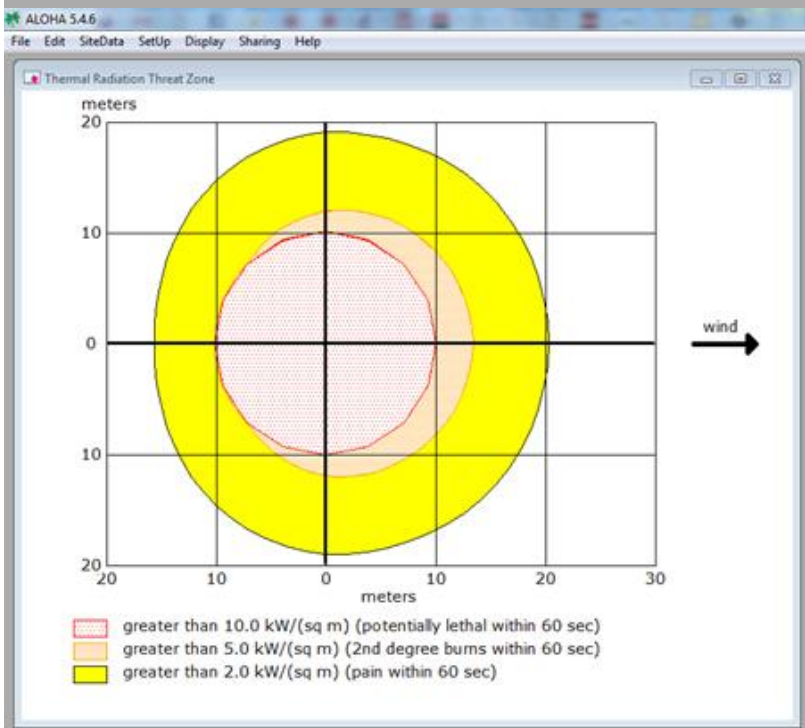 ALOHA 5.4.6
File Edit SiteData SetUp Display Sharing Help
Thermal Radiation Threat Zone
meters
20
10
0
10
20
20 10 0 10 20 30
meters
wind
greater than 10.0 kW/(sq m) (potentially lethal within 60 sec)
greater than 5.0 kW/(sq m) (2nd degree burns within 60 sec)
greater than 2.0 kW/(sq m) (pain within 60 sec)